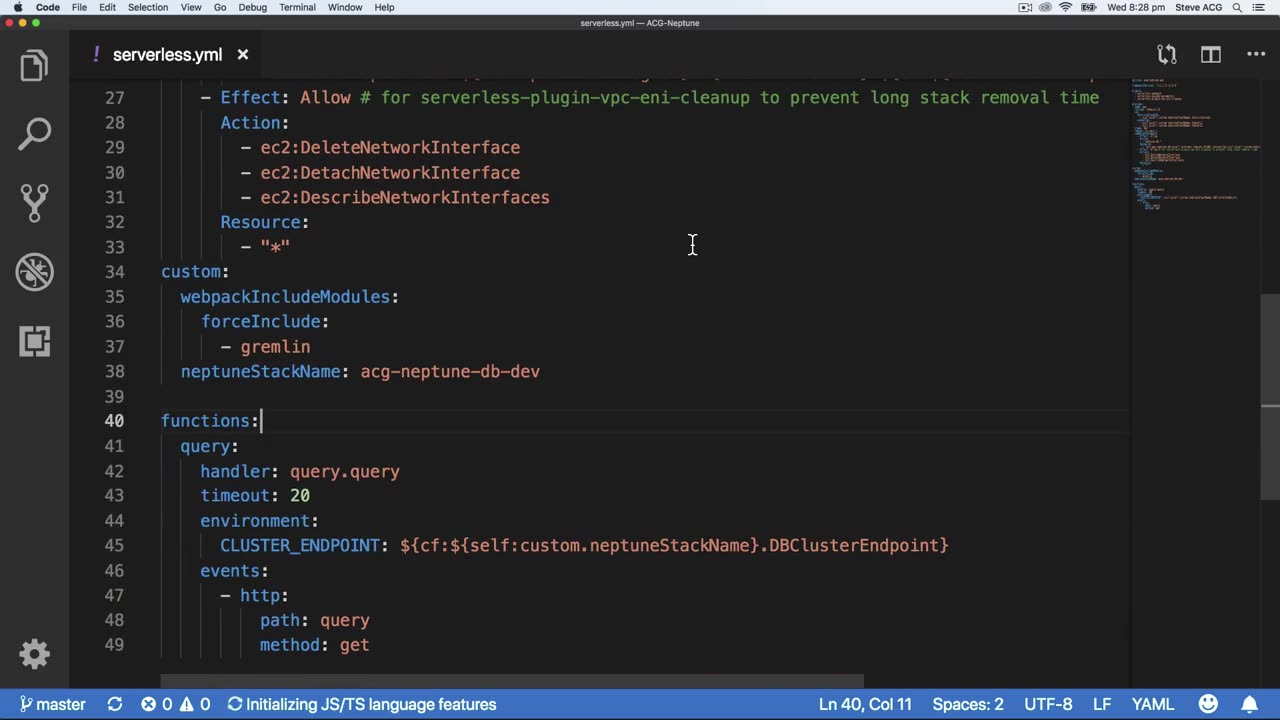 Code File Edit Selection View Go Debug Terminal Window Help Wed 8:28 pm Steve ACG
serverless.yml — ACG-Neptune
! serverless.yml ×
27 - Effect: Allow # for serverless-plugin-vpc-eni-cleanup to prevent long stack removal time
28 Action:
29 - ec2:DeleteNetworkInterface
30 - ec2:DetachNetworkInterface
31 - ec2:DescribeNetworkInterfaces
32 Resource:
33 - "*"
34 custom:
35 webpackIncludeModules:
36 forceInclude:
37 - gremlin
38 neptuneStackName: acg-neptune-db-dev
39
40 functions:
41 query:
42 handler: query.query
43 timeout: 20
44 environment:
45 CLUSTER_ENDPOINT: ${cf:${self:custom.neptuneStackName}.DBClusterEndpoint}
46 events:
47 - http:
48 path: query
49 method: get
master 0 0 Initializing JS/TS language features Ln 40, Col 11 Spaces: 2 UTF-8 LF YAML